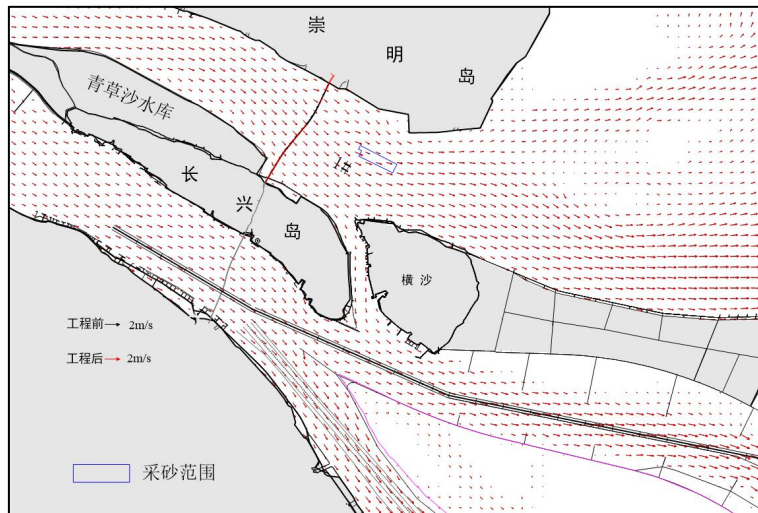 崇明岛
青草沙水库
1#
长兴岛
横沙
工程前 2m/s
工程后 2m/s
采砂范围